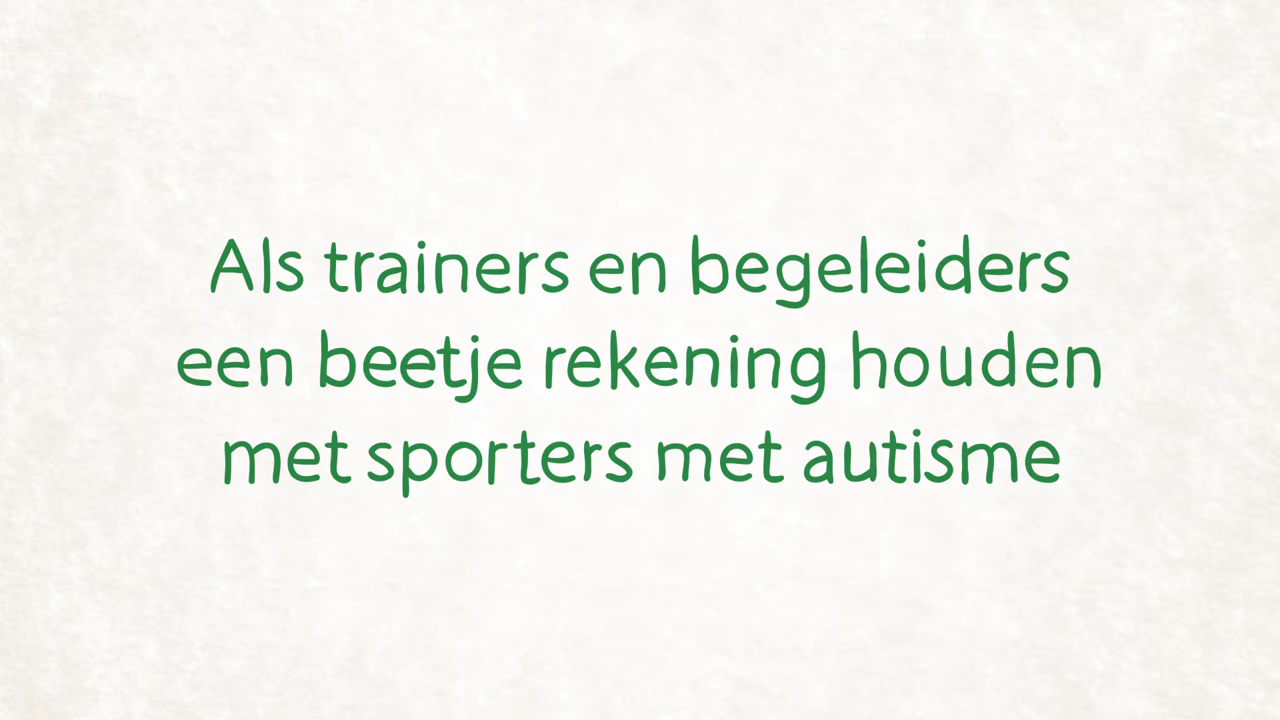 Als trainers en begeleiders
een beetje rekening houden
met sporters met autisme